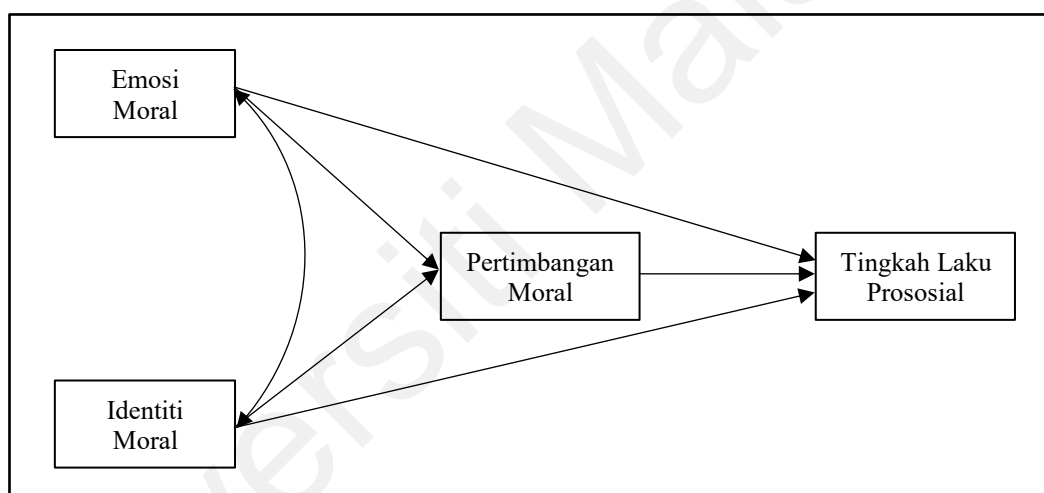 Emosi
Moral
Pertimbangan
Moral
Tingkah Laku
Prososial
Identiti
Moral